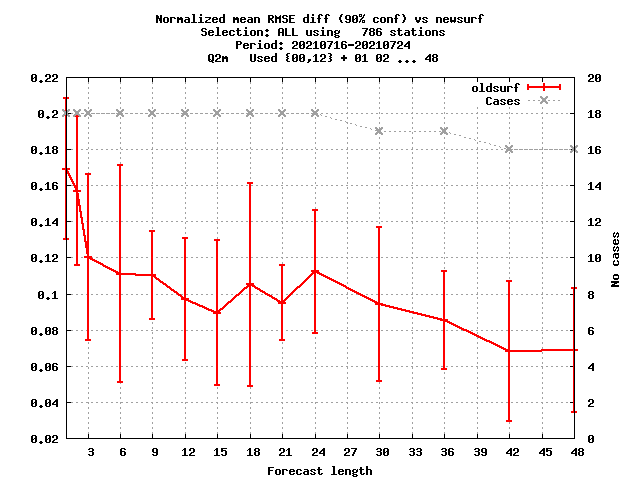 Normalized mean RMSE diff (90% conf) vs newsurf
Selection: ALL using   786 stations
Period: 20210716-20210724
Q2m   Used {00,12} + 01 02 ... 48
oldsurf
Cases
0.22
0.2
0.18
0.16
0.14
0.12
0.1
0.08
0.06
0.04
0.02
20
18
16
14
12
10
8
6
4
2
0
No cases
3 6 9 12 15 18 21 24 27 30 33 36 39 42 45 48
Forecast length